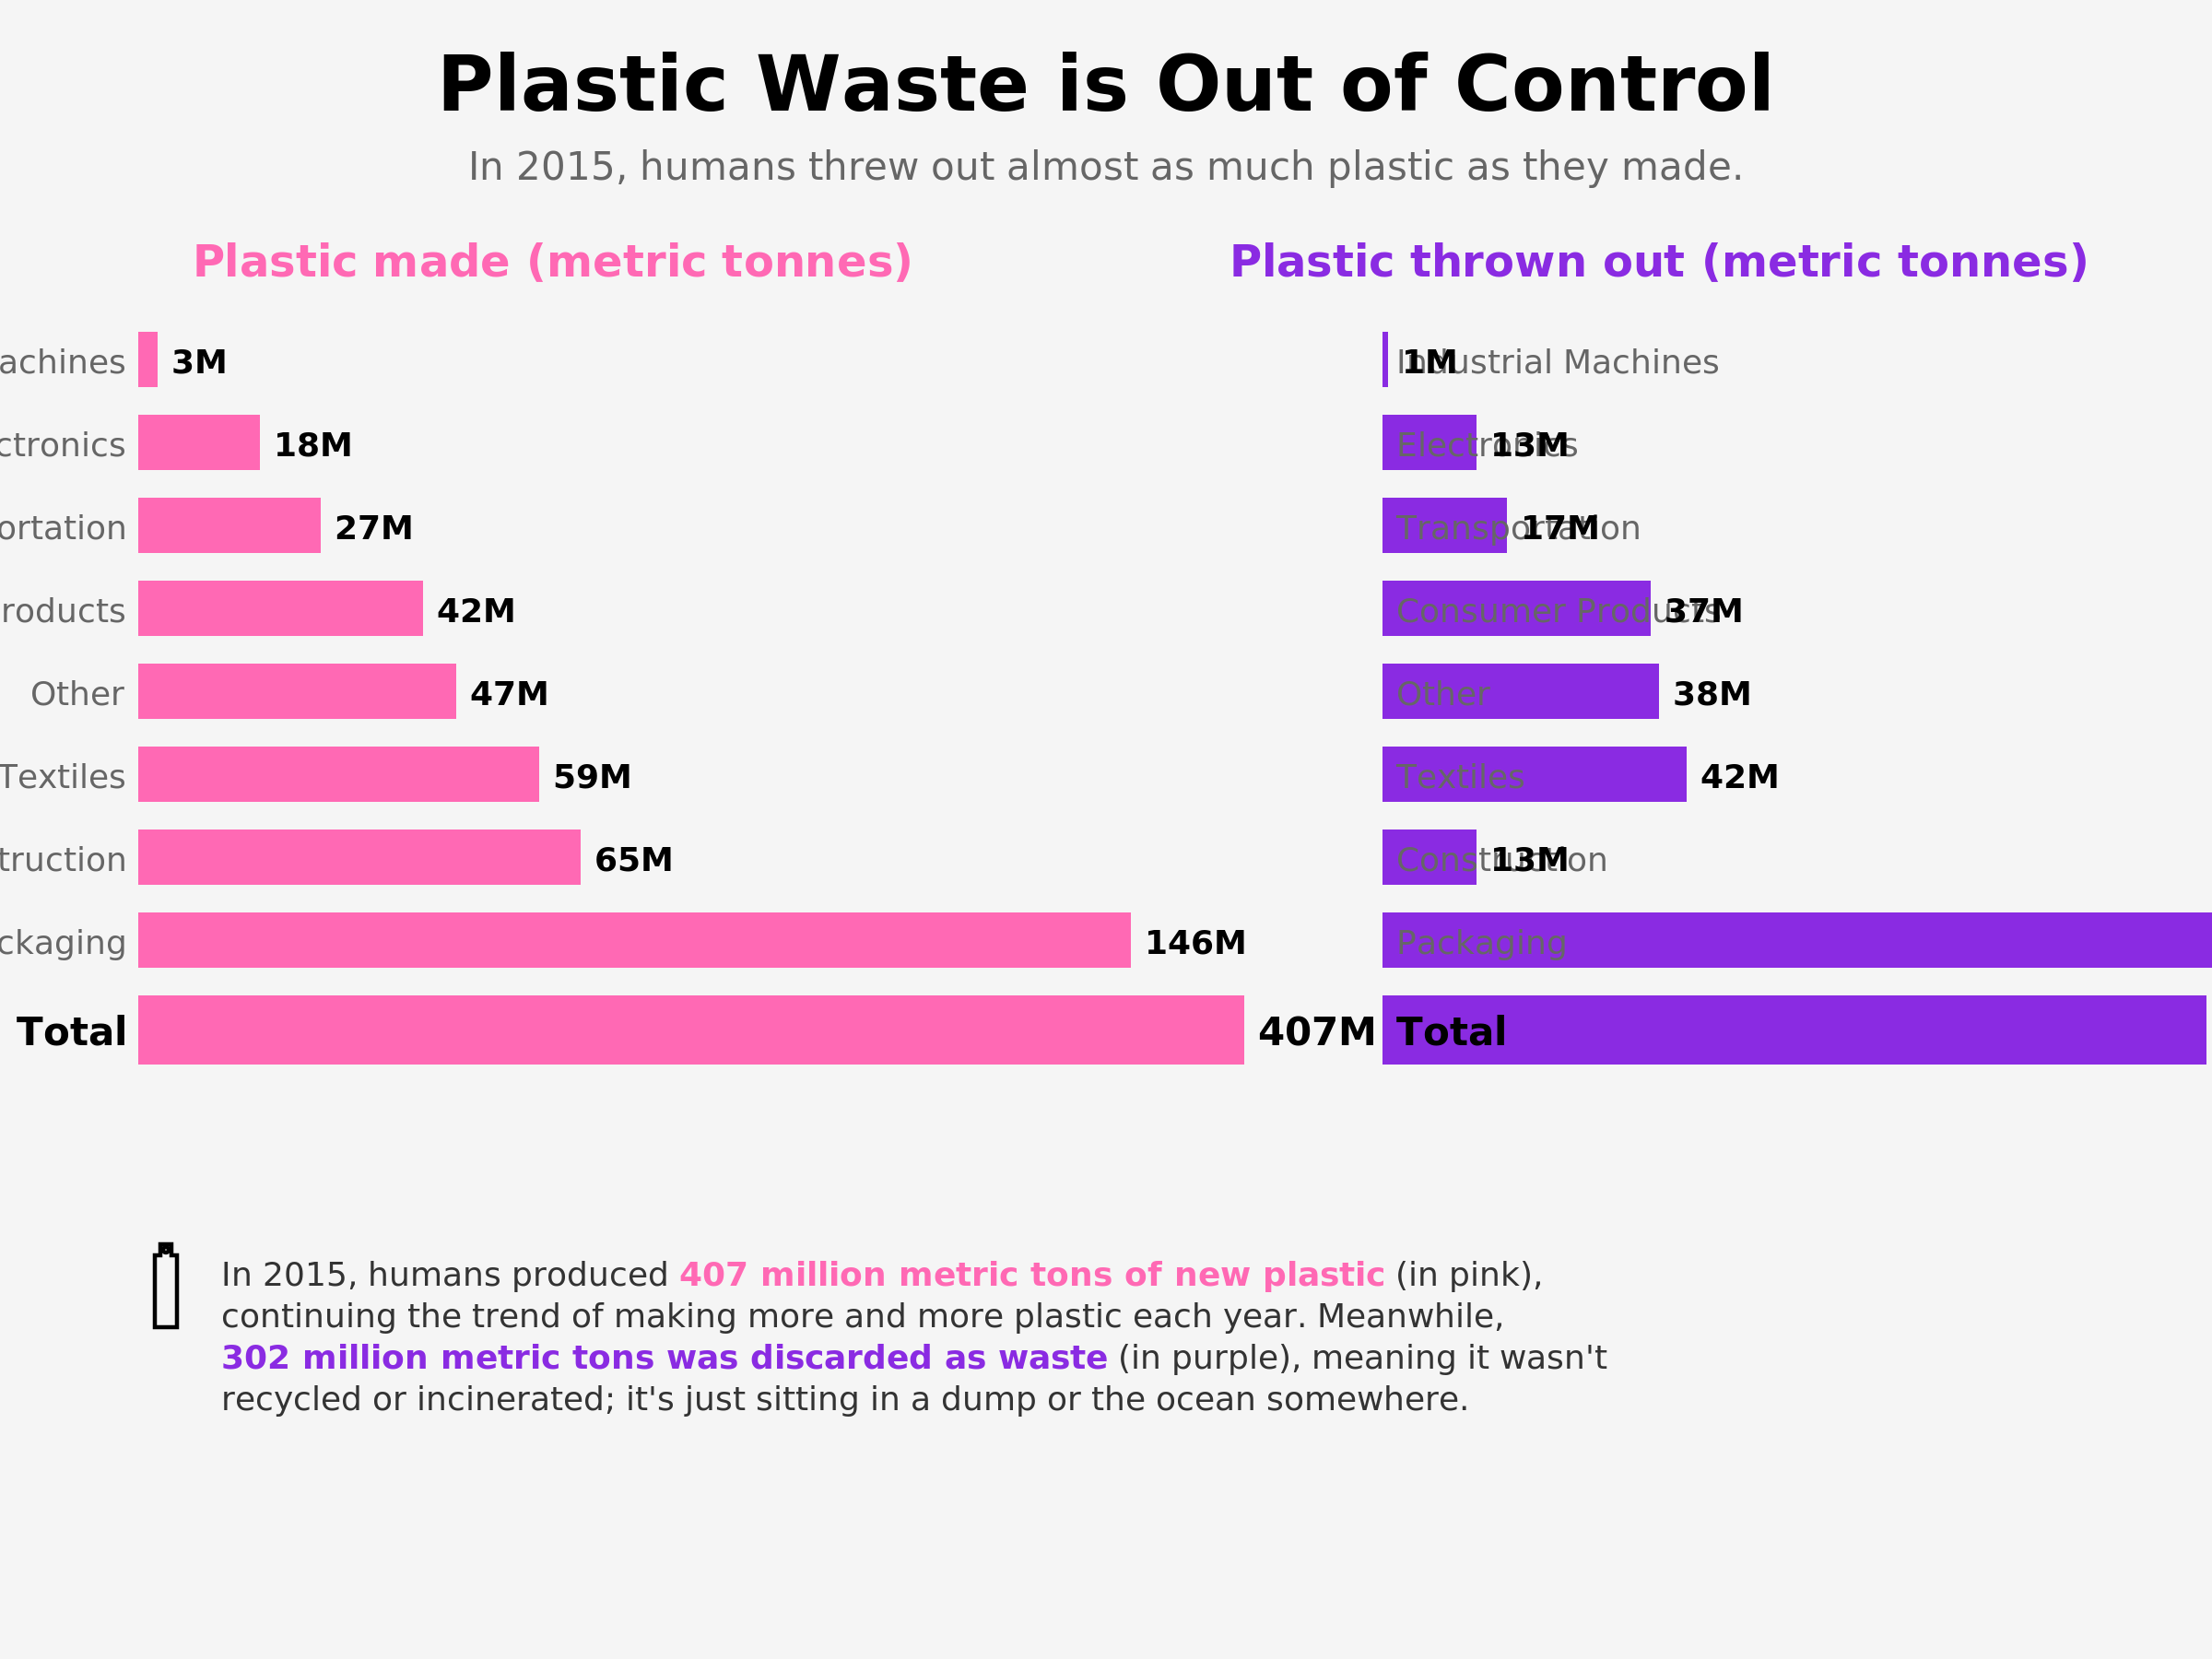 Plastic Waste is Out of Control
In 2015, humans threw out almost as much plastic as they made.
Plastic made (metric tonnes)
Plastic thrown out (metric tonnes)
achines 3M
Industrial Machines 1M
ctronics 18M
Electronics 13M
ortation 27M
Transportation 17M
roducts 42M
Consumer Products 37M
Other 47M
Other 38M
Textiles 59M
Textiles 42M
truction 65M
Construction 13M
ckaging 146M
Packaging
Total 407M
Total
In 2015, humans produced 407 million metric tons of new plastic (in pink),
continuing the trend of making more and more plastic each year. Meanwhile,
302 million metric tons was discarded as waste (in purple), meaning it wasn't
recycled or incinerated; it's just sitting in a dump or the ocean somewhere.